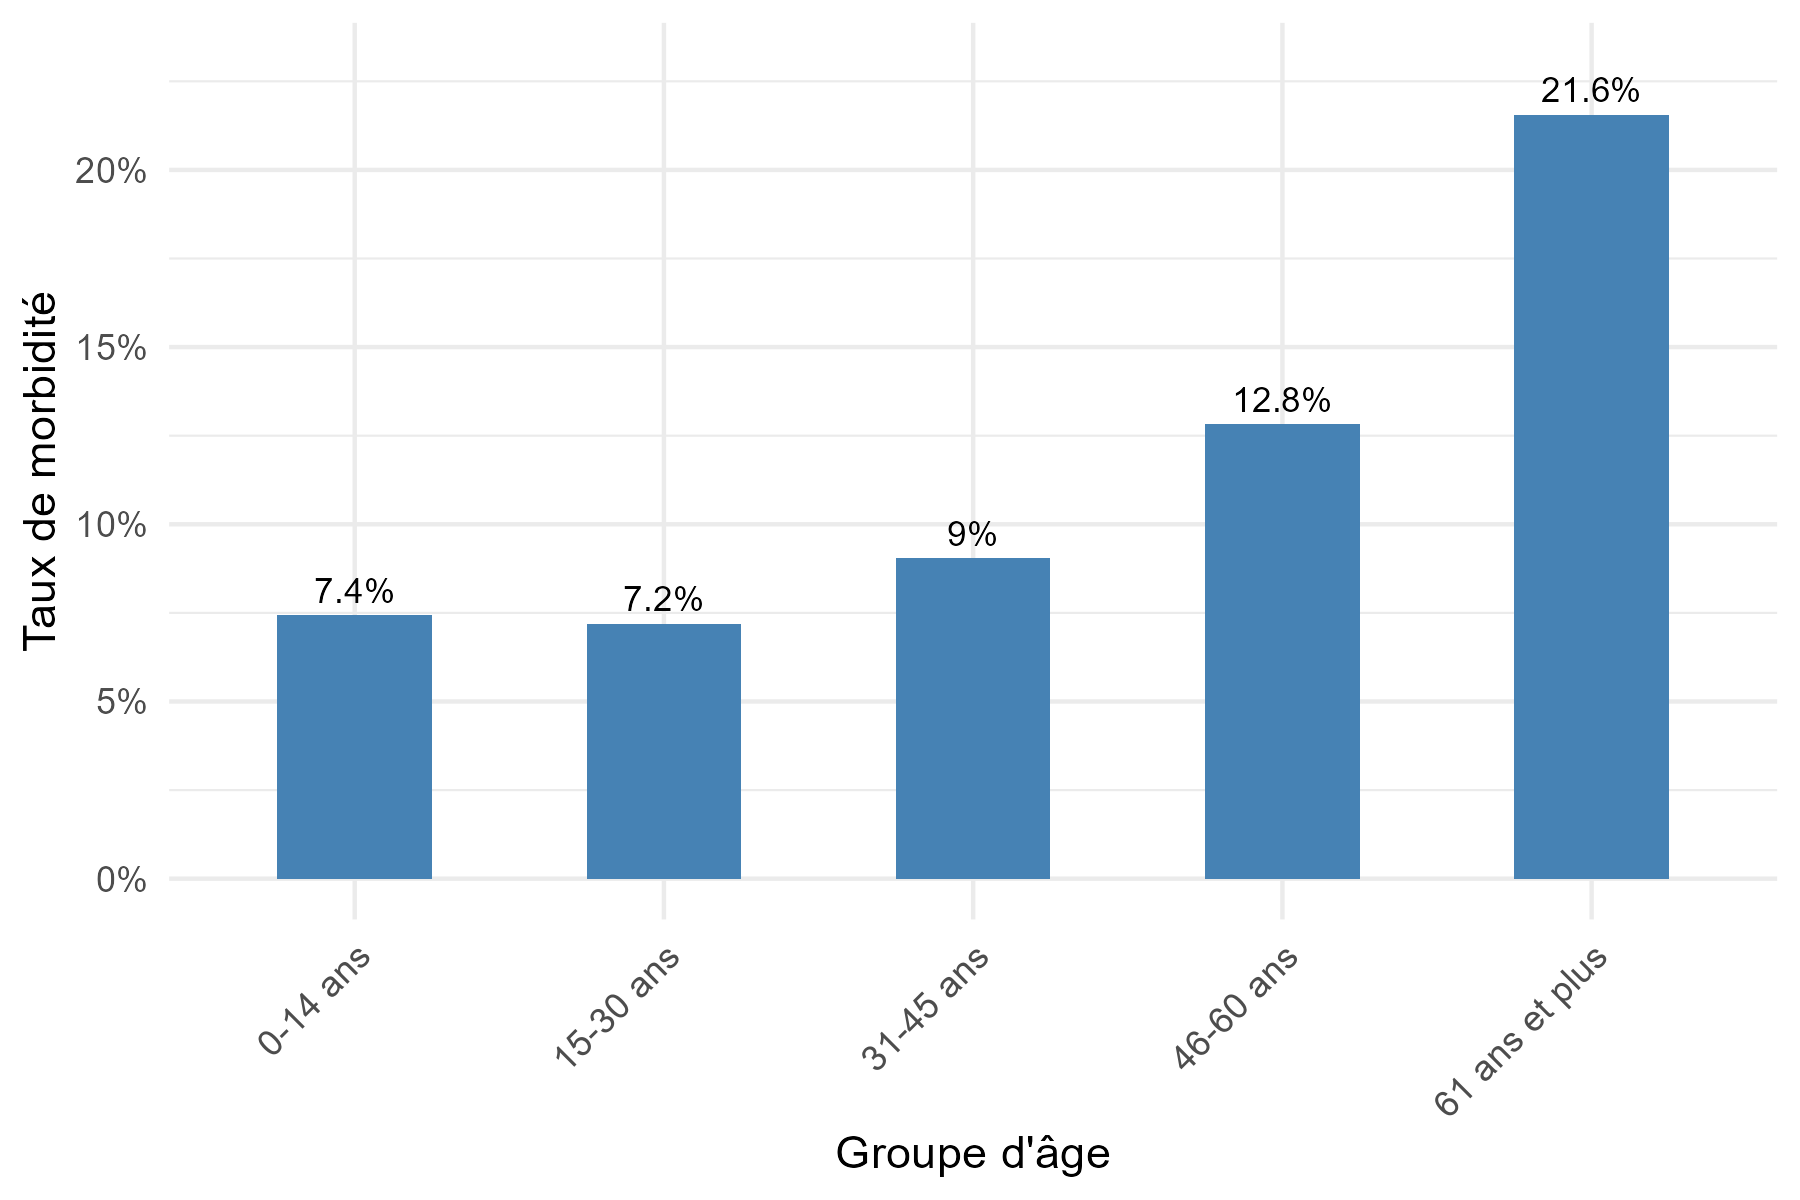 Taux de morbidité
20%
15%
10%
5%
0%
7.4%
7.2%
9%
12.8%
21.6%
0-14 ans
15-30 ans
31-45 ans
46-60 ans
61 ans et plus
Groupe d'âge